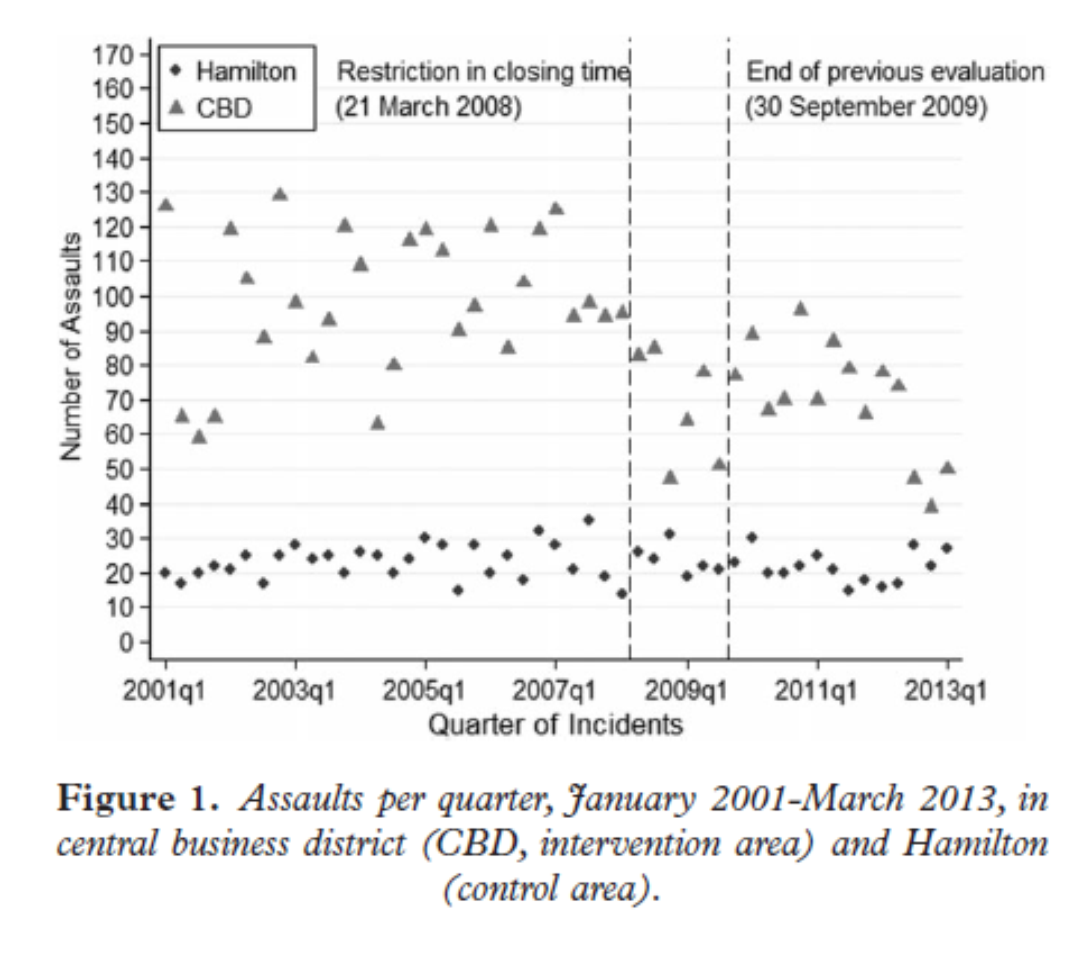 170
160
150
140
130
120
110
100
90
80
70
60
50
40
30
20
10
0
Number of Assaults
Hamilton
CBD
Restriction in closing time
(21 March 2008)
End of previous evaluation
(30 September 2009)
2001q1 2003q1 2005q1 2007q1 2009q1 2011q1 2013q1
Quarter of Incidents
Figure 1. Assaults per quarter, January 2001-March 2013, in
central business district (CBD, intervention area) and Hamilton
(control area).